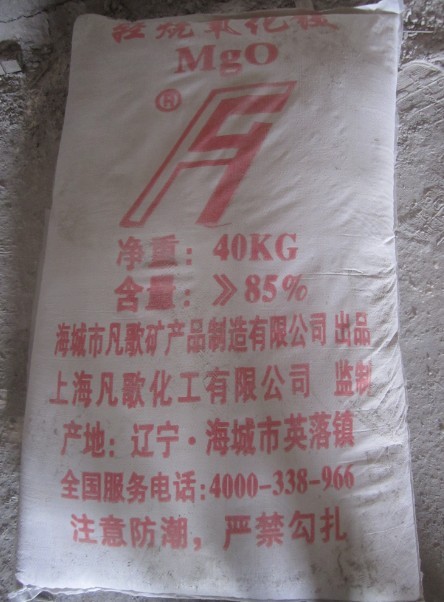 轻烧氧化镁
MgO
®
净重：40KG
含量：≫85%
海城市凡歌矿产品制造有限公司 出品
上海凡歌化工有限公司 监制
产地：辽宁·海城市英落镇
全国服务电话:4000-338-966
注意防潮，严禁勾扎